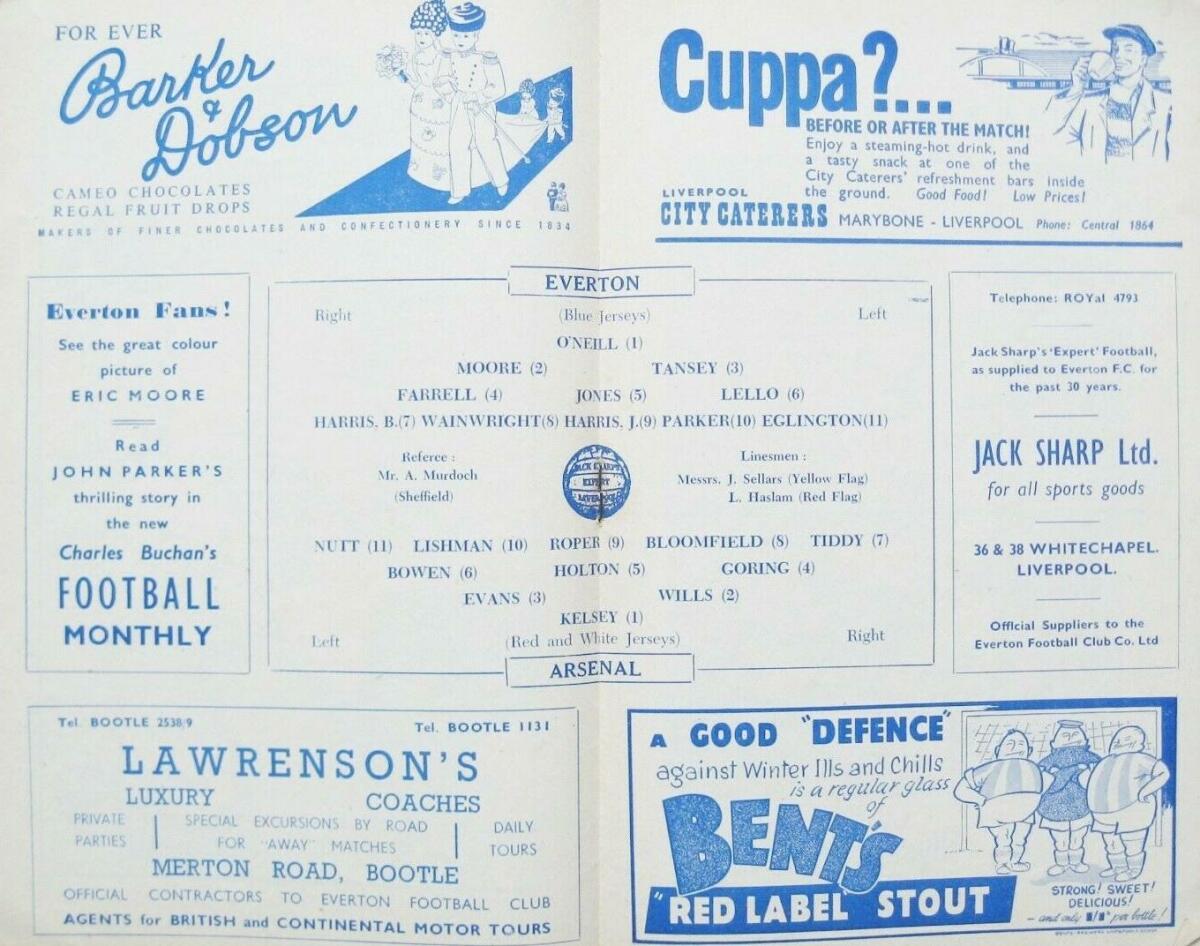 FOR EVER
Barker
&
Dobson
CAMEO CHOCOLATES
REGAL FRUIT DROPS
MAKERS OF FINER CHOCOLATES AND CONFECTIONERY SINCE 1834
Cuppa?...
BEFORE OR AFTER THE MATCH!
Enjoy a steaming-hot drink, and
a tasty snack at one of the
City Caterers' refreshment bars inside
the ground. Good Food! Low Prices!
LIVERPOOL
CITY CATERERS MARYBONE - LIVERPOOL Phone: Central 1864
Everton Fans!
See the great colour
picture of
ERIC MOORE
Read
JOHN PARKER'S
thrilling story in
the new
Charles Buchan's
FOOTBALL
MONTHLY
EVERTON
Right (Blue Jerseys) Left
O'NEILL (1)
MOORE (2) TANSEY (3)
FARRELL (4) JONES (5) LELLO (6)
HARRIS, B.(7) WAINWRIGHT(8) HARRIS, J.(9) PARKER(10) EGLINGTON(11)
Referee :
Mr. A. Murdoch
(Sheffield)
JACK SHARP'S
EXPERT
LIVERPOOL
Linesmen :
Messrs. J. Sellars (Yellow Flag)
L. Haslam (Red Flag)
NUTT (11) LISHMAN (10) ROPER (9) BLOOMFIELD (8) TIDDY (7)
BOWEN (6) HOLTON (5) GORING (4)
EVANS (3) WILLS (2)
KELSEY (1)
Left (Red and White Jerseys) Right
ARSENAL
Telephone: ROYal 4793
Jack Sharp's 'Expert' Football,
as supplied to Everton F.C. for
the past 30 years.
JACK SHARP Ltd.
for all sports goods
36 & 38 WHITECHAPEL.
LIVERPOOL.
Official Suppliers to the
Everton Football Club Co. Ltd
Tel. BOOTLE 2538/9 Tel. BOOTLE 1131
LAWRENSON'S
LUXURY COACHES
PRIVATE PARTIES
SPECIAL EXCURSIONS BY ROAD
FOR "AWAY" MATCHES
DAILY TOURS
MERTON ROAD, BOOTLE
OFFICIAL CONTRACTORS TO EVERTON FOOTBALL CLUB
AGENTS for BRITISH and CONTINENTAL MOTOR TOURS
A GOOD "DEFENCE"
against Winter Ills and Chills
is a regular glass
of
BENT'S
"RED LABEL" STOUT
STRONG! SWEET!
DELICIOUS!
- and only 1/1ᴰ per bottle!